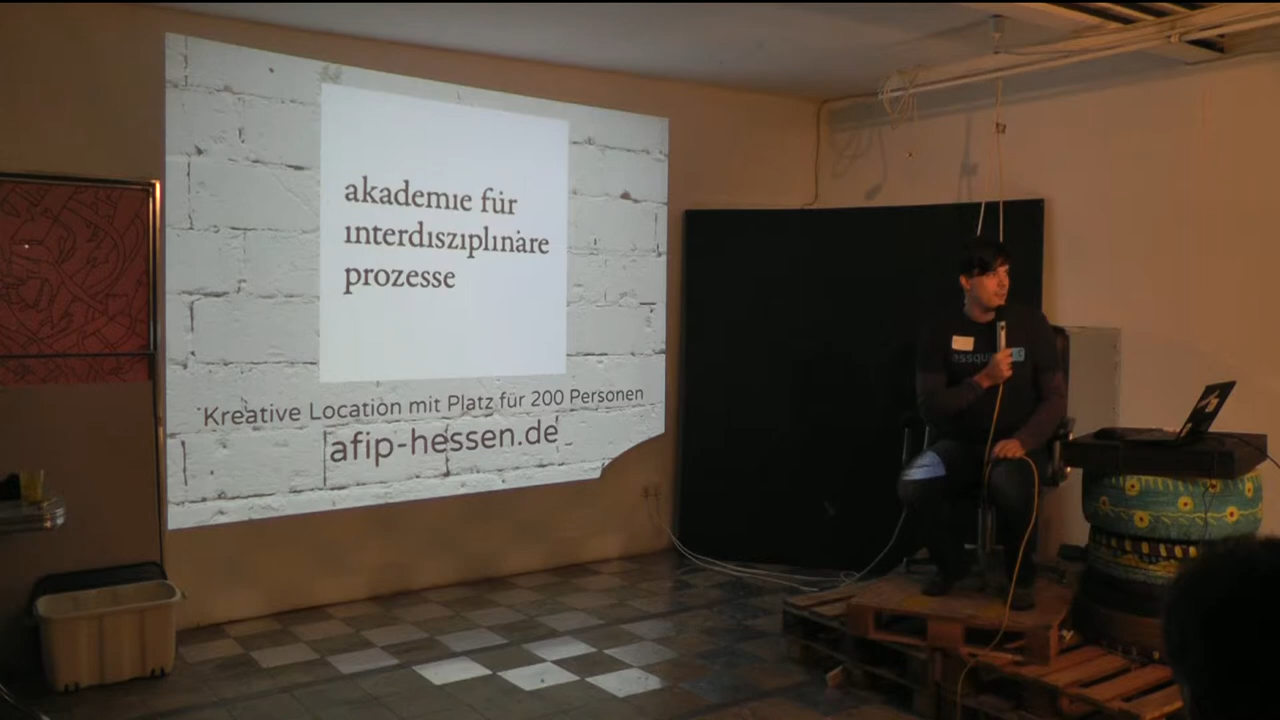 akademie für
interdisziplinäre
prozesse
Kreative Location mit Platz für 200 Personen
afip-hessen.de